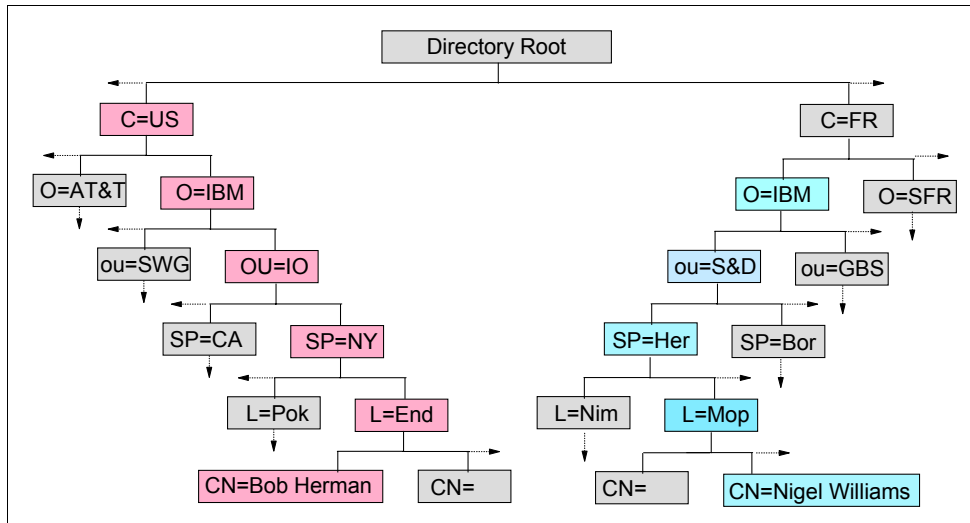 Directory Root
C=US
C=FR
O=AT&T
O=IBM
O=IBM
O=SFR
ou=SWG
OU=IO
ou=S&D
ou=GBS
SP=CA
SP=NY
SP=Her
SP=Bor
L=Pok
L=End
L=Nim
L=Mop
CN=Bob Herman
CN=
CN=
CN=Nigel Williams